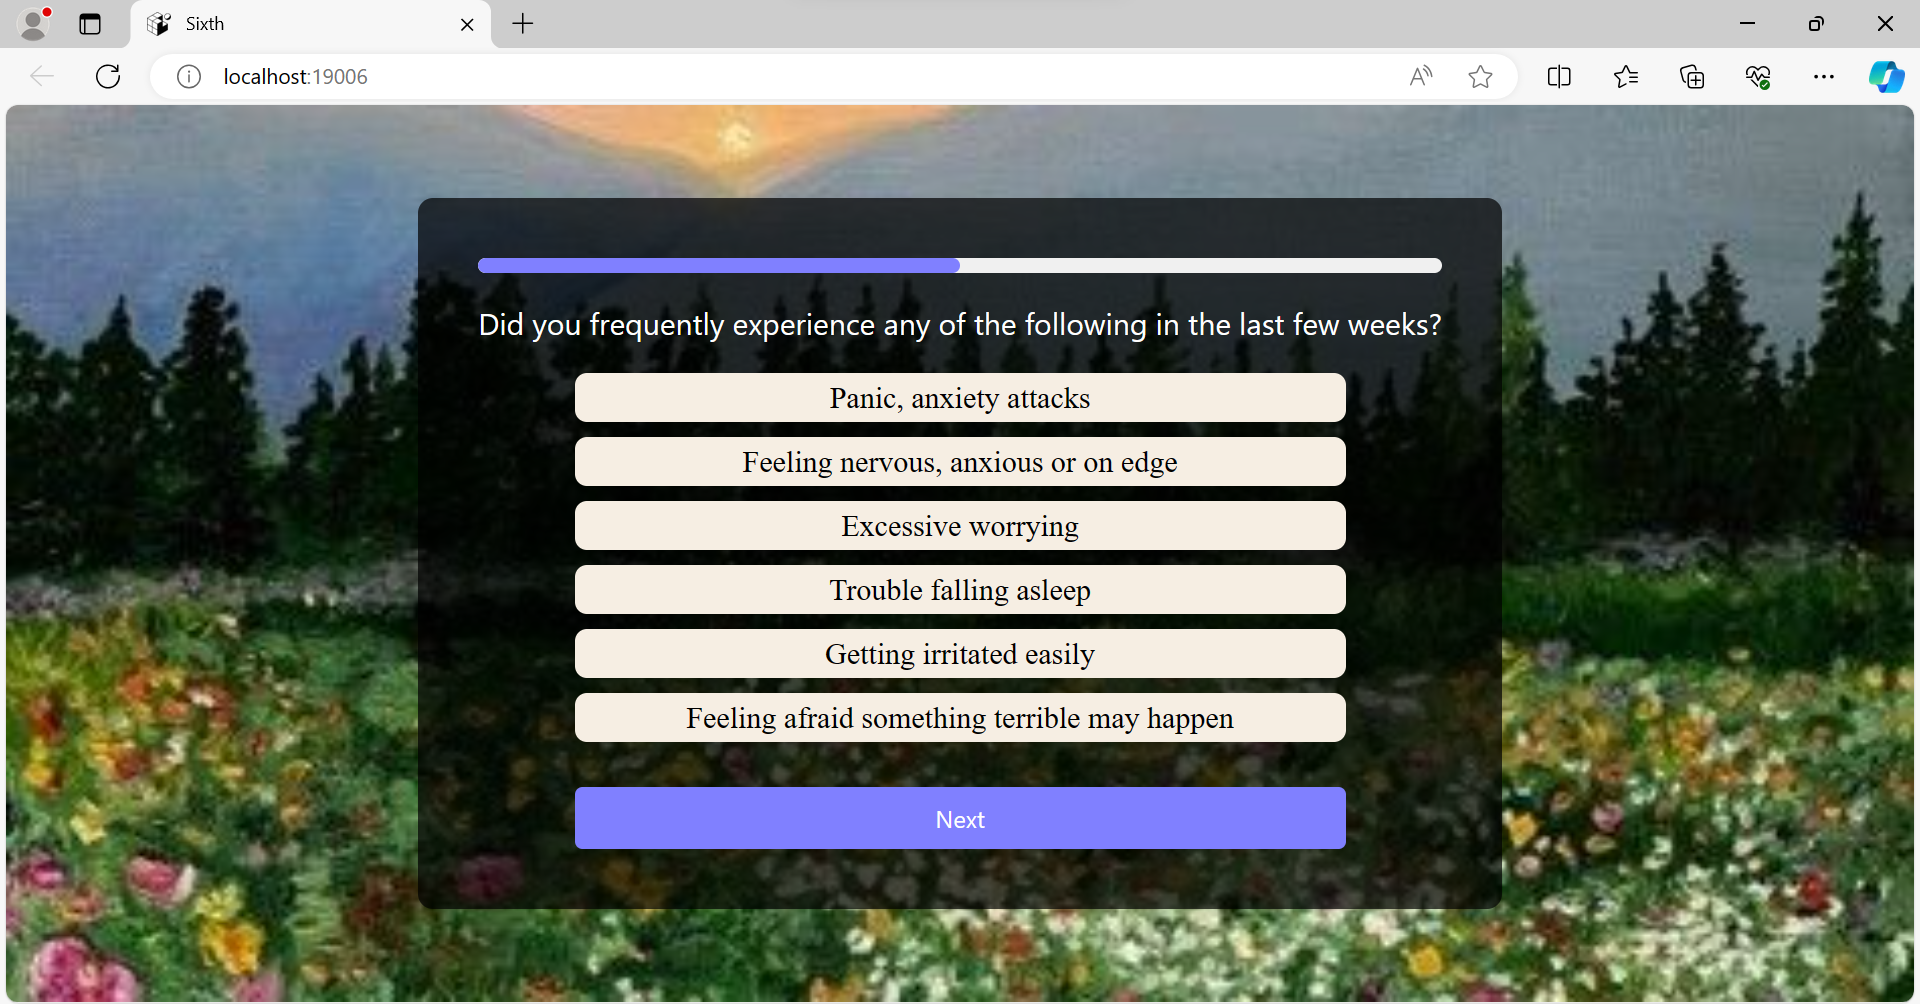 Sixth
localhost:19006
Did you frequently experience any of the following in the last few weeks?
Panic, anxiety attacks
Feeling nervous, anxious or on edge
Excessive worrying
Trouble falling asleep
Getting irritated easily
Feeling afraid something terrible may happen
Next